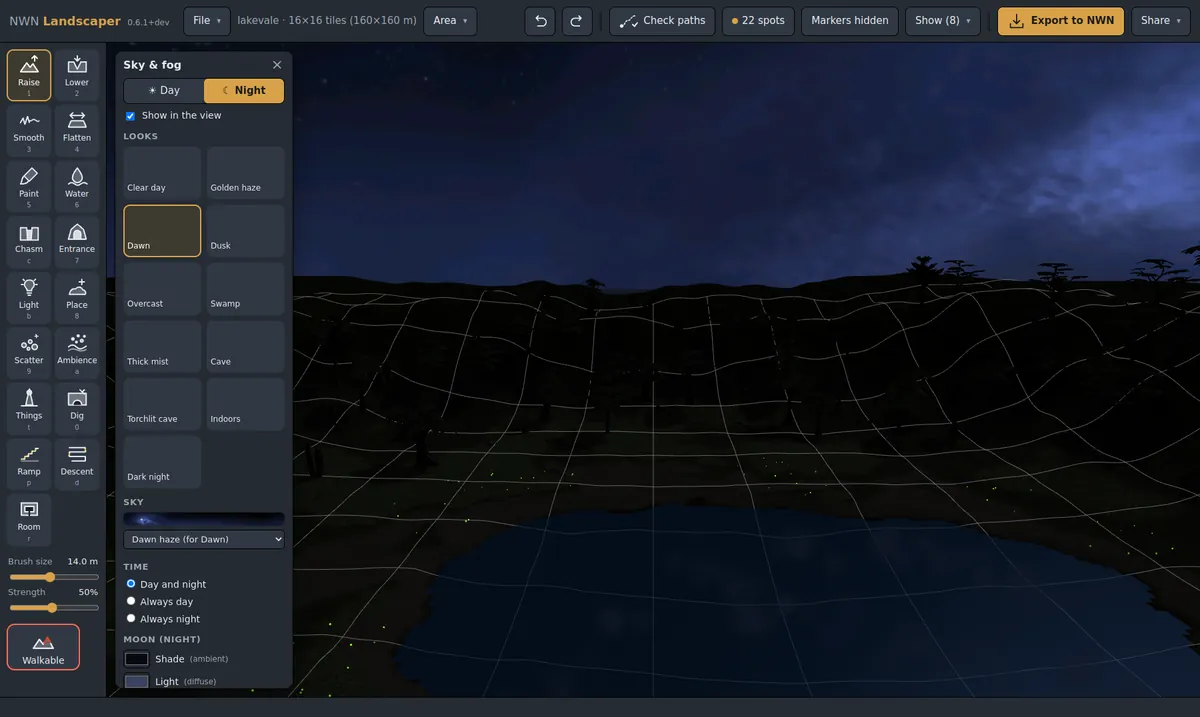 NWN Landscaper 0.6.1+dev File lakevale · 16×16 tiles (160×160 m) Area Check paths 22 spots Markers hidden Show (8) Export to NWN Share
Raise Lower
1 2
Smooth Flatten
3 4
Paint Water
5 6
Chasm Entrance
c 7
Light Place
b 8
Scatter Ambience
9 a
Things Dig
t 0
Ramp Descent
p d
Room
r
Brush size 14.0 m
Strength 50%
Walkable
Sky & fog
Day Night
Show in the view
LOOKS
Clear day Golden haze
Dawn Dusk
Overcast Swamp
Thick mist Cave
Torchlit cave Indoors
Dark night
SKY
Dawn haze (for Dawn)
TIME
Day and night
Always day
Always night
MOON (NIGHT)
Shade (ambient)
Light (diffuse)